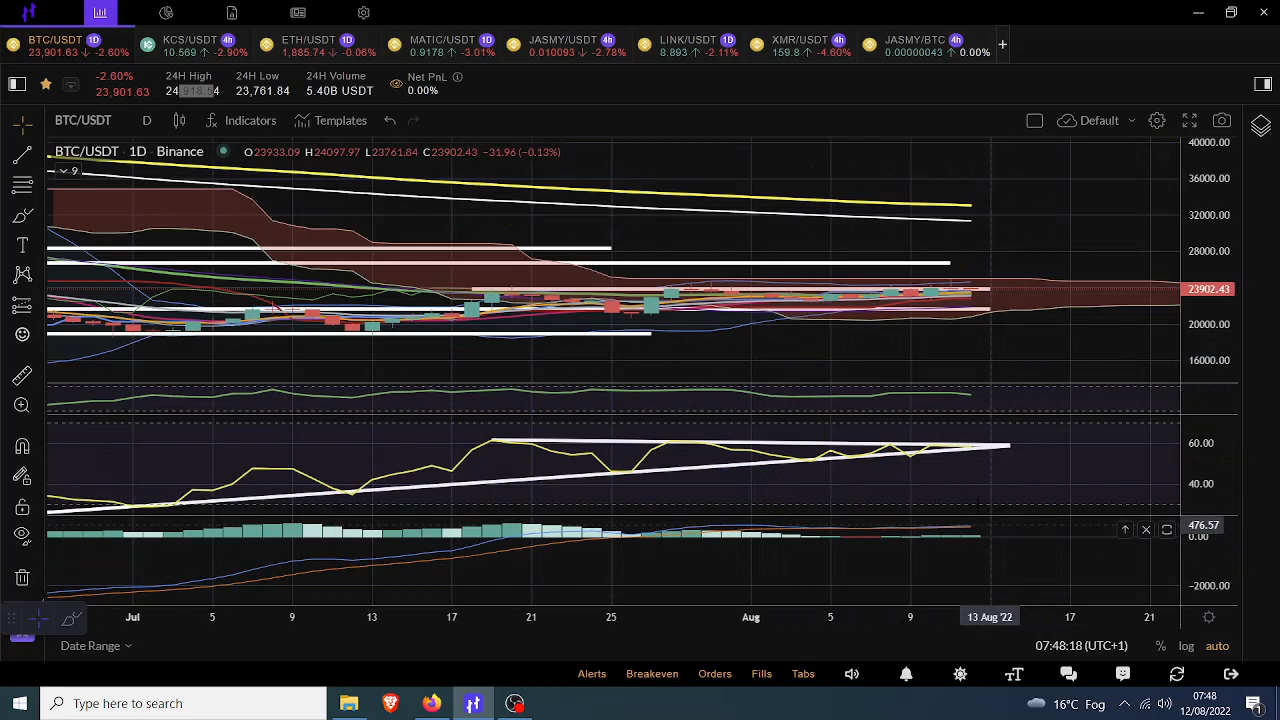 BTC/USDT 1D
23,901.63 ↓ -2.60%
KCS/USDT 4h
10.569 ↑ -2.90%
ETH/USDT 1D
1,885.74 ↑ -0.06%
MATIC/USDT 1D
0.9178 ↑ -3.01%
JASMY/USDT 4h
0.010093 ↓ -2.78%
LINK/USDT 4h
8.893 ↑ -2.11%
XMR/USDT 4h
159.8 ↑ -4.60%
JASMY/BTC 4h
0.00000043 ↑ 0.00%
-2.60%
23,901.63
24H High
24,918.54
24H Low
23,761.84
24H Volume
5.40B USDT
Net PnL
0.00%
BTC/USDT D Indicators Templates Default
BTC/USDT · 1D · Binance O23933.09 H24097.97 L23761.84 C23902.43 −31.96 (−0.13%)
9
40000.00
36000.00
32000.00
28000.00
23902.43
20000.00
16000.00
60.00
40.00
476.57
0.00
−2000.00
Jul 5 9 13 17 21 25 Aug 5 9 13 Aug '22 17 21
Date Range 07:48:18 (UTC+1) % log auto
Alerts Breakeven Orders Fills Tabs
Type here to search 16°C Fog 07:48
12/08/2022
1